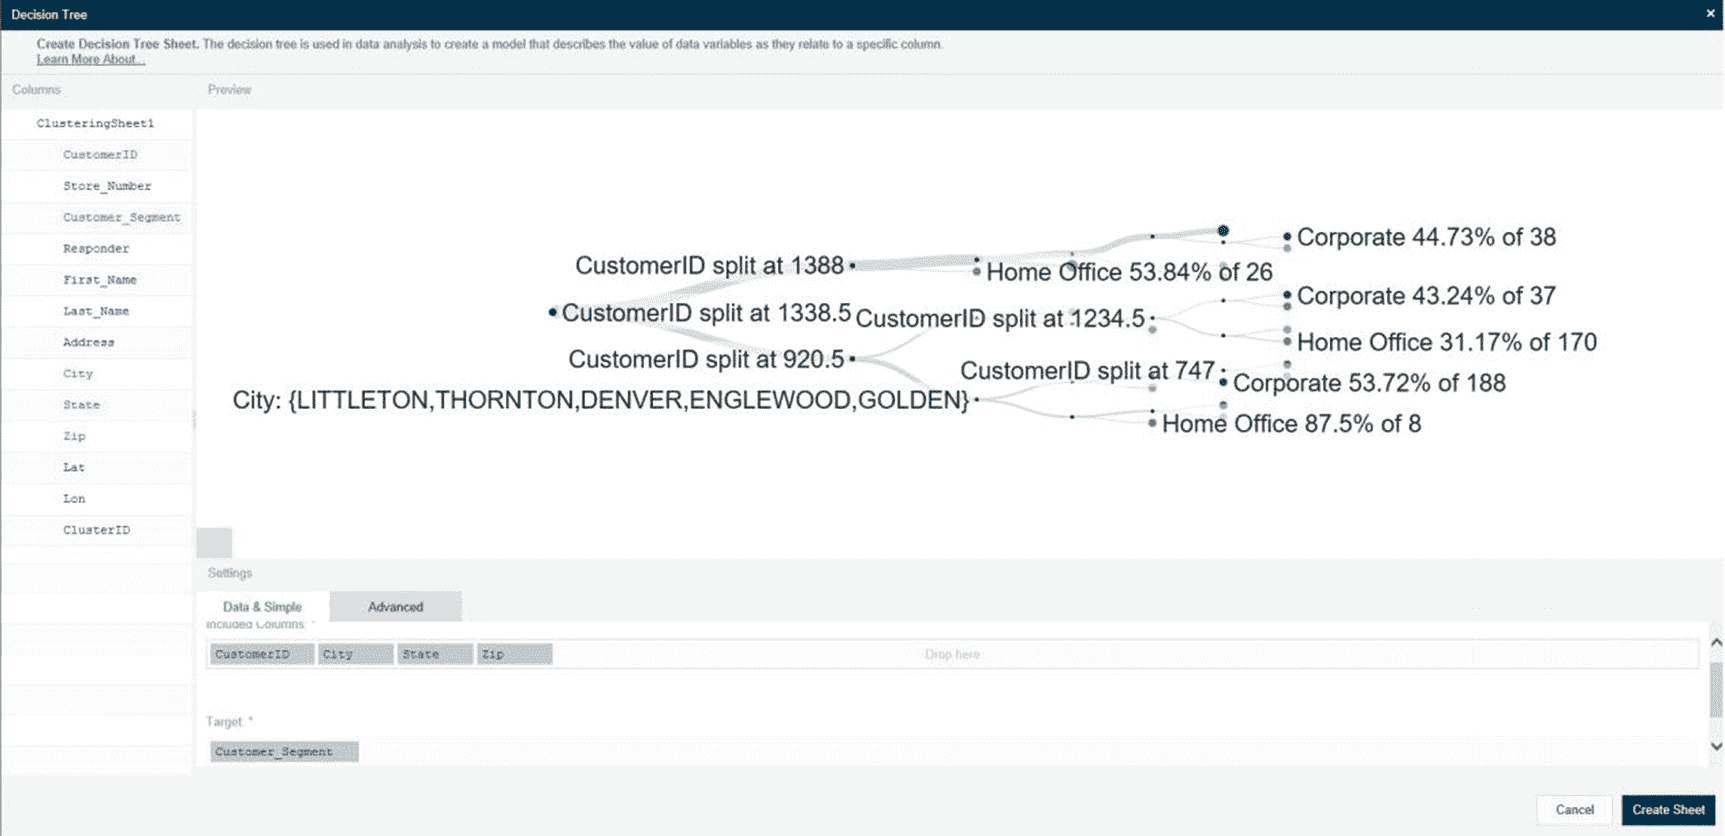 Decision Tree
×
Create Decision Tree Sheet. The decision tree is used in data analysis to create a model that describes the value of data variables as they relate to a specific column.
Learn More About...
Columns
Preview
ClusteringSheet1
CustomerID
Store_Number
Customer_Segment
Responder
First_Name
Last_Name
Address
City
State
Zip
Lat
Lon
ClusterID
Corporate 44.73% of 38
CustomerID split at 1388
Home Office 53.84% of 26
Corporate 43.24% of 37
CustomerID split at 1338.5
CustomerID split at 1234.5
Home Office 31.17% of 170
CustomerID split at 920.5
CustomerID split at 747
Corporate 53.72% of 188
City: {LITTLETON,THORNTON,DENVER,ENGLEWOOD,GOLDEN}
Home Office 87.5% of 8
Settings
Data & Simple
Advanced
Included Columns: *
CustomerID
City
State
Zip
Drop here
Target *
Customer_Segment
Cancel
Create Sheet